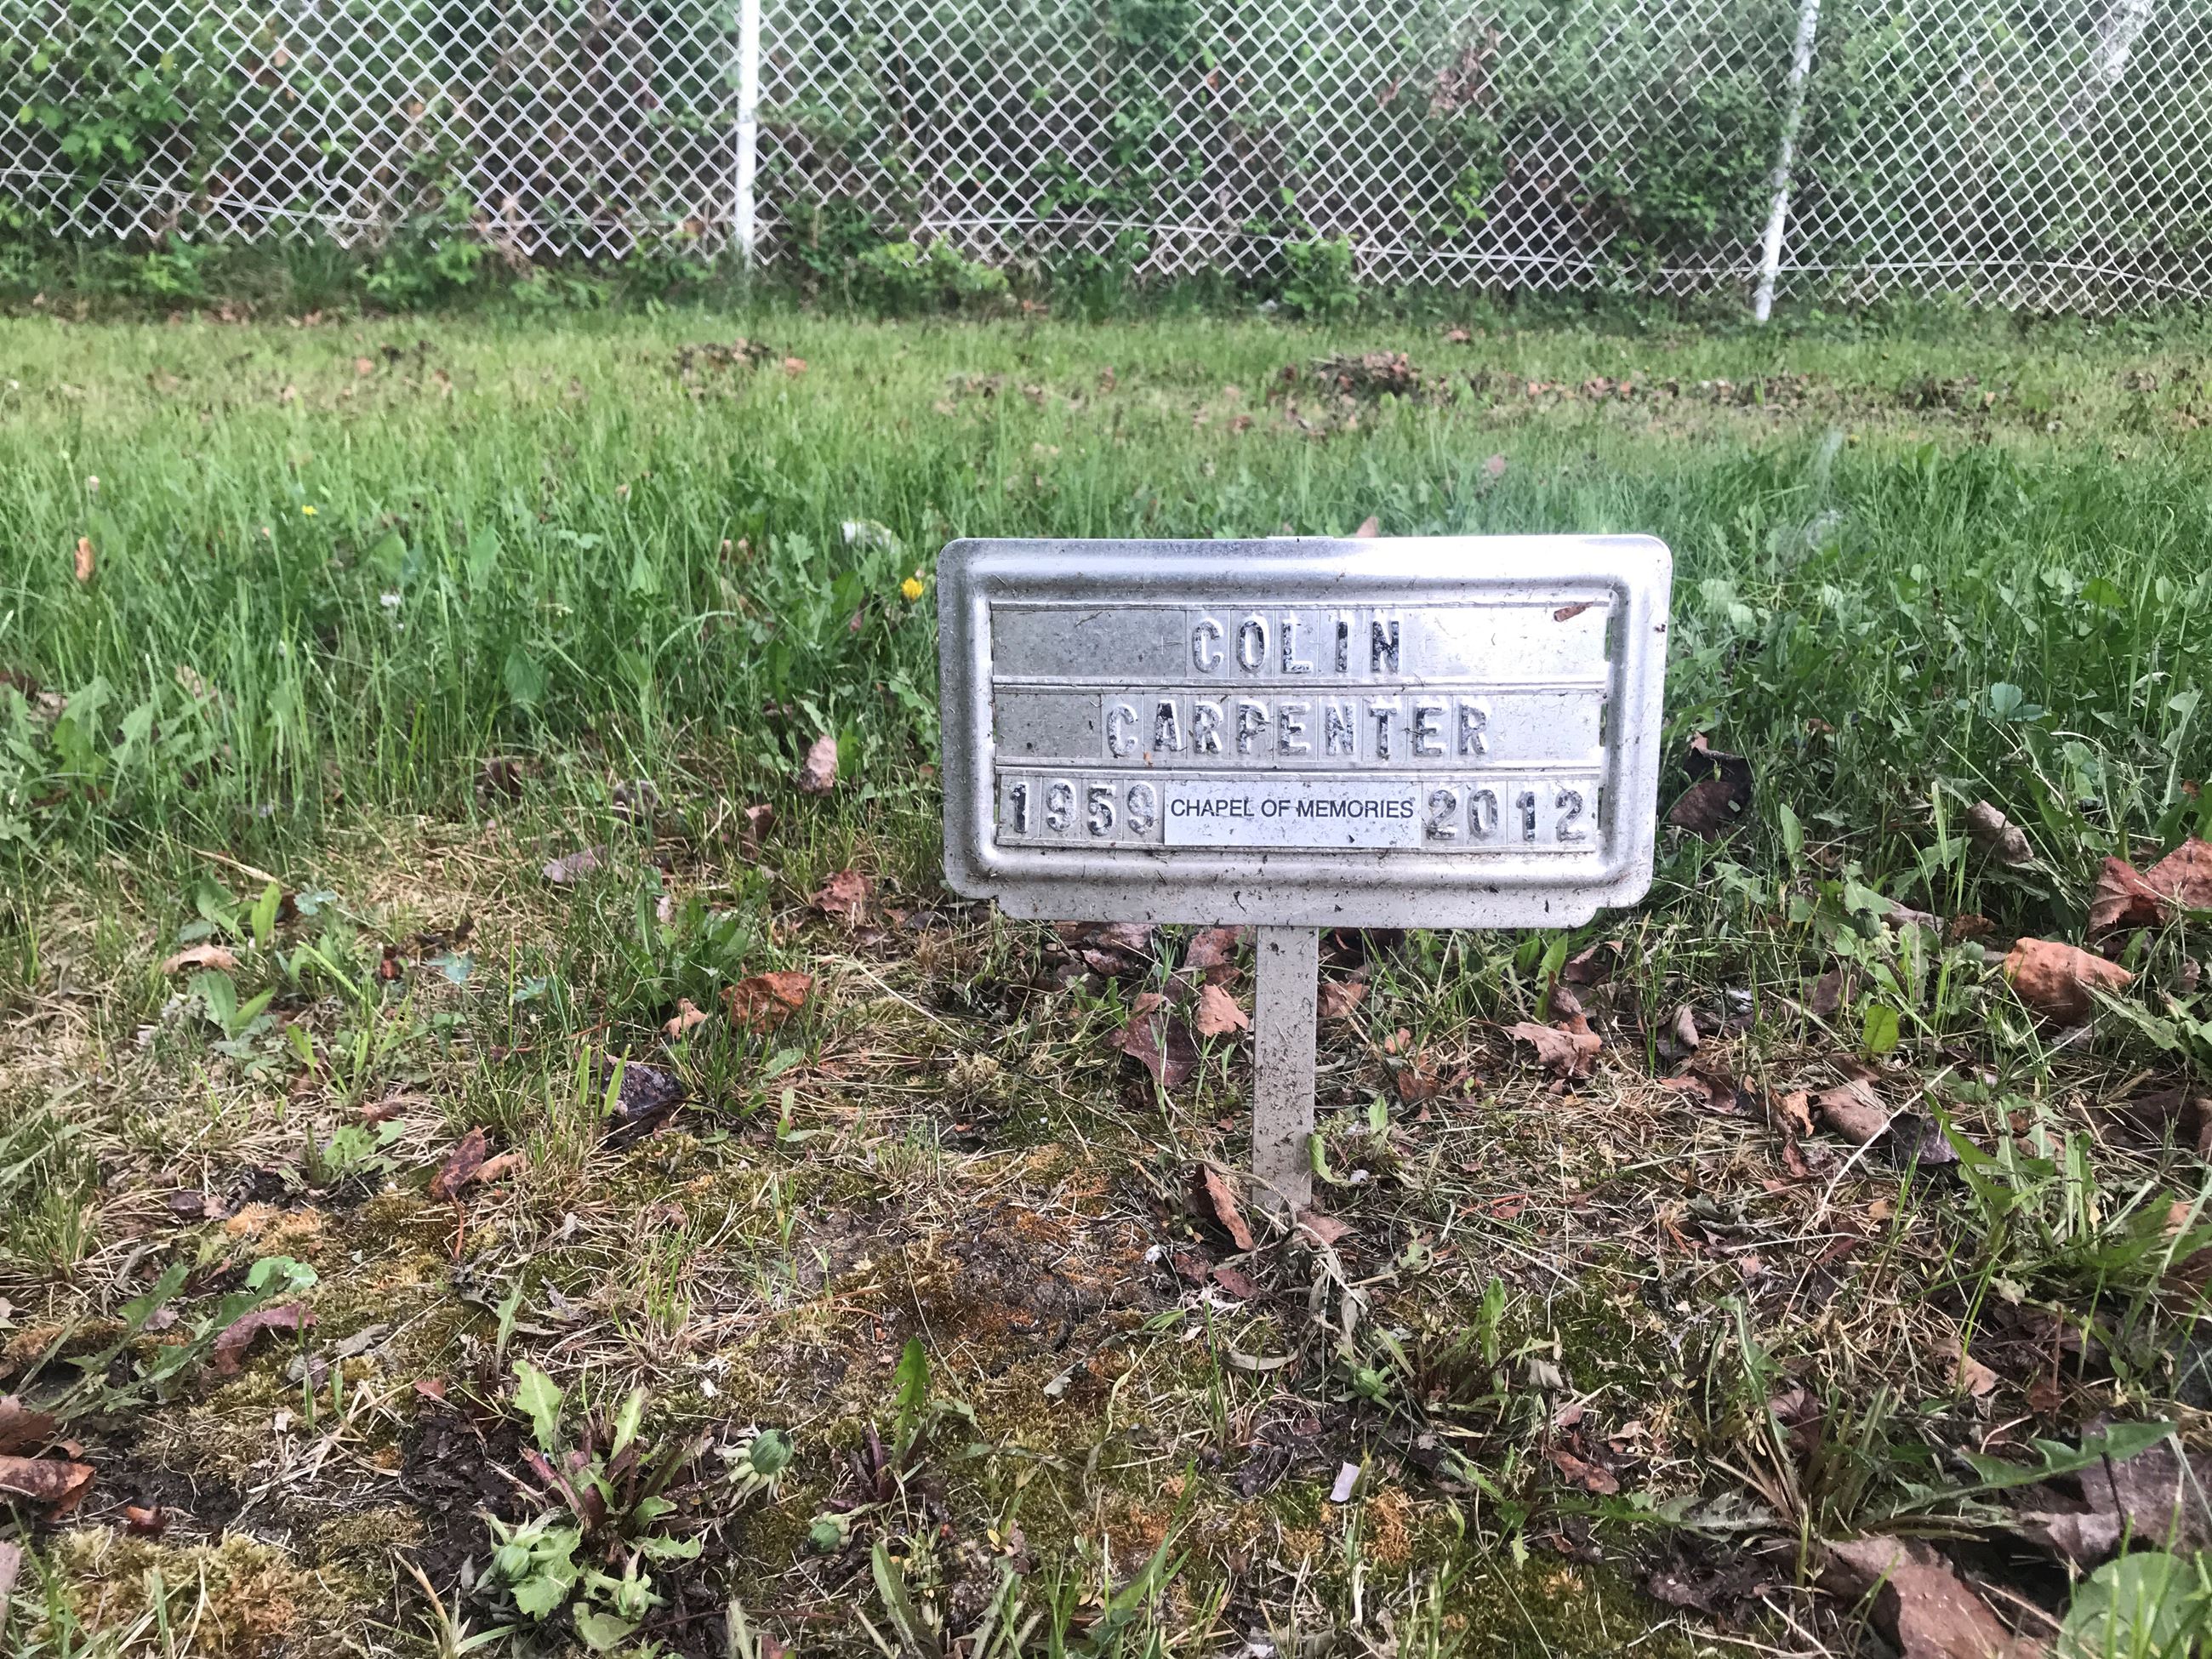 COLIN
CARPENTER
1959 CHAPEL OF MEMORIES 2012